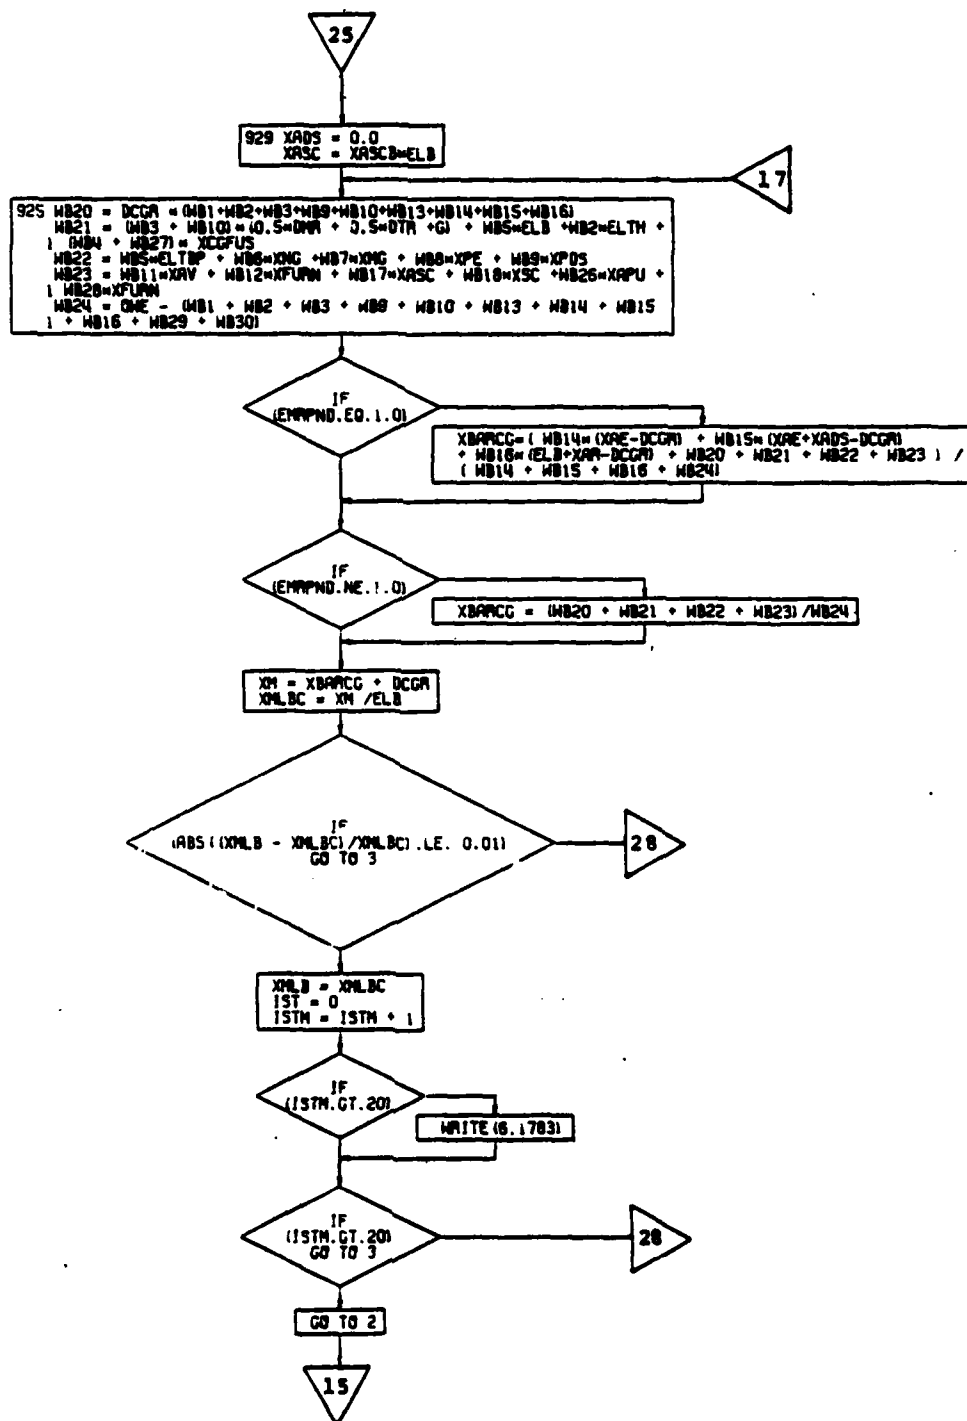 25
929 XADS = 0.0
XASC = XASCB*ELB
17
925 WB20 = DCGR *(WB1+WB2+WB3+WB9+WB10+WB13+WB14+WB15+WB16)
WB21 = (WB3 + WB10)*(0.5*DMR + 0.5*DTR +G) + WB5*ELB +WB2*ELTH +
1 (WB4 + WB27)* XCGFUS
WB22 = WB5*ELTBP + WB6*XNG +WB7*XMG + WB8*XPE + WB9*XPDS
WB23 = WB11*XAV + WB12*XFURN + WB17*XASC + WB18*XSC +WB26*XAPU +
1 WB28*XFURN
WB24 = OWE - (WB1 + WB2 + WB3 + WB9 + WB10 + WB13 + WB14 + WB15
1 + WB16 + WB29 + WB30)
IF
(EMRPND.EQ.1.0)
XBARCG=( WB14*(XAE-DCGR) + WB15*(XAE+XADS-DCGR)
+ WB16*(ELB+XAR-DCGR) + WB20 + WB21 + WB22 + WB23 ) /
( WB14 + WB15 + WB16 + WB24)
IF
(EMRPND.NE.1.0)
XBARCG = (WB20 + WB21 + WB22 + WB23)/WB24
XM = XBARCG + DCGR
XMLBC = XM /ELB
IF
(ABS((XMLB - XMLBC)/XMLBC).LE. 0.01)
GO TO 3
28
XMLB = XMLBC
IST = 0
ISTM = ISTM + 1
IF
(ISTM.GT.20)
WRITE(6,1783)
IF
(ISTM.GT.20)
GO TO 3
28
GO TO 2
15